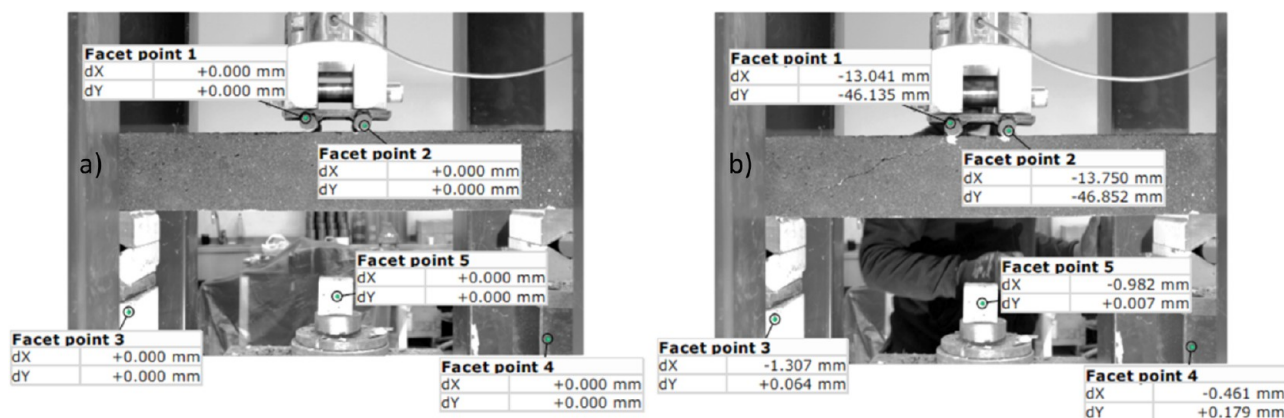 a)
Facet point 1
dX +0.000 mm
dY +0.000 mm
Facet point 2
dX +0.000 mm
dY +0.000 mm
Facet point 5
dX +0.000 mm
dY +0.000 mm
Facet point 3
dX +0.000 mm
dY +0.000 mm
Facet point 4
dX +0.000 mm
dY +0.000 mm
b)
Facet point 1
dX -13.041 mm
dY -46.135 mm
Facet point 2
dX -13.750 mm
dY -46.852 mm
Facet point 5
dX -0.982 mm
dY +0.007 mm
Facet point 3
dX -1.307 mm
dY +0.064 mm
Facet point 4
dX -0.461 mm
dY +0.179 mm